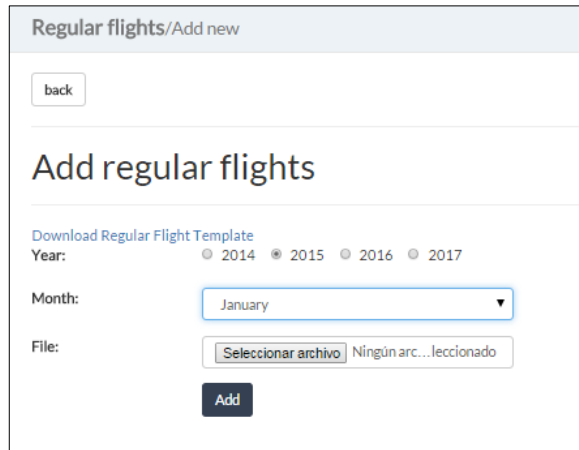 Regular flights/Add new
back
Add regular flights
Download Regular Flight Template
Year: 2014 2015 2016 2017
Month: January
File: Seleccionar archivo Ningún arc...leccionado
Add